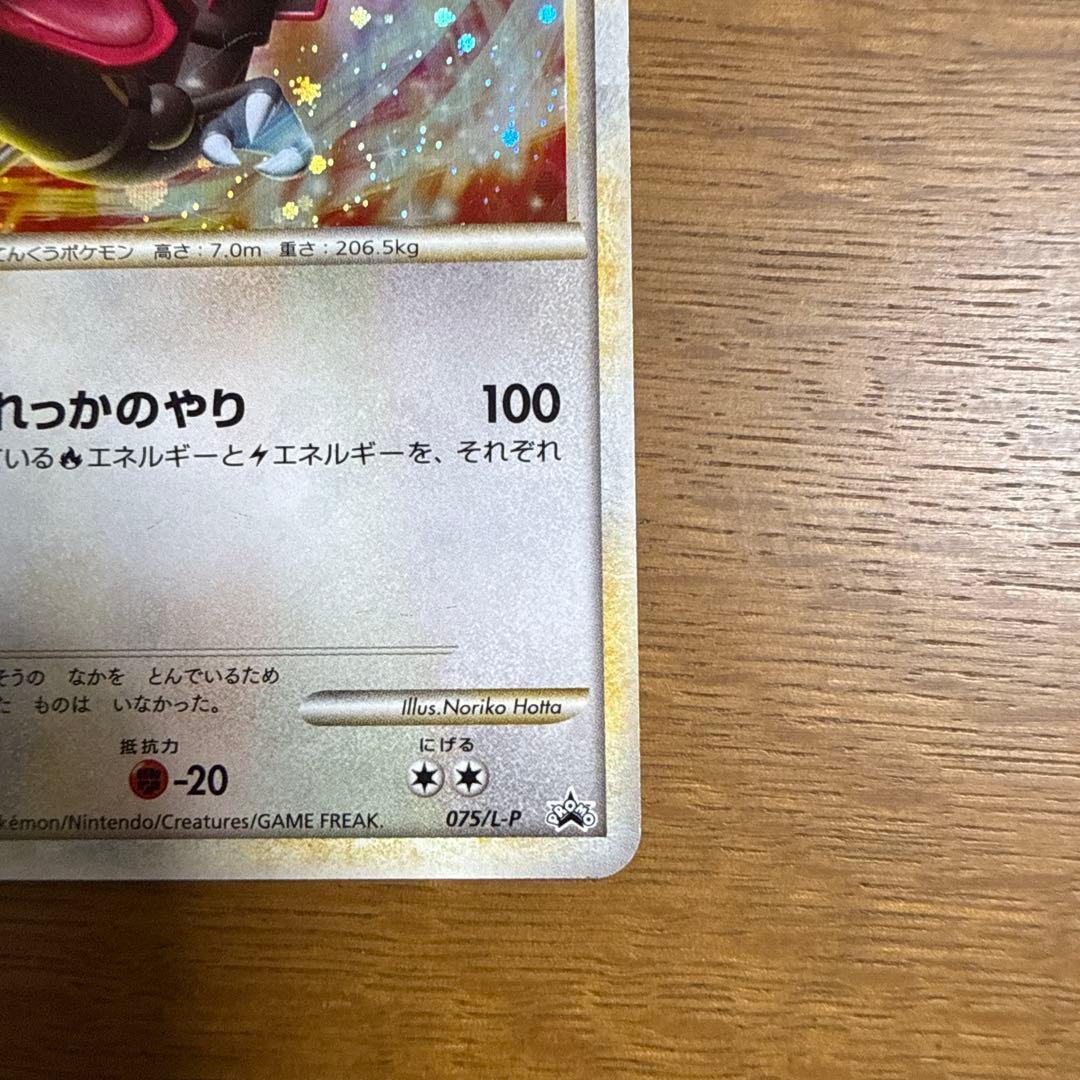 てんくうポケモン 高さ：7.0m 重さ：206.5kg
れっかのやり 100
いるエネルギーとエネルギーを、それぞれ
そうの なかを とんでいるため
た ものは いなかった。
Illus.Noriko Hotta
抵抗力 にげる
-20
kémon/Nintendo/Creatures/GAME FREAK. 075/L-P PROMO